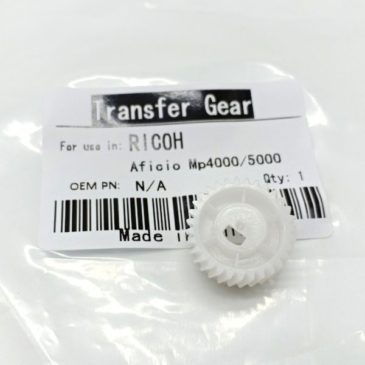 Transfer Gear
For use in: RICOH
Aficio Mp4000/5000
OEM PN: N/A Qty: 1
Made